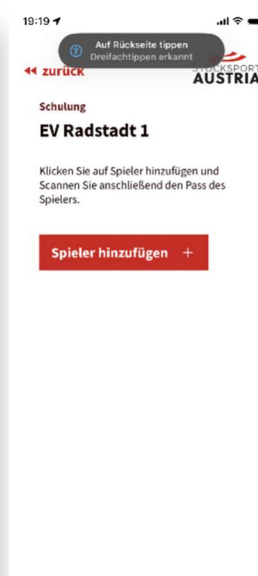 19:19
Auf Rückseite tippen
Dreifachtippen erkannt
zurück
STOCKSPORT
AUSTRIA
Schulung
EV Radstadt 1
Klicken Sie auf Spieler hinzufügen und
Scannen Sie anschließend den Pass des
Spielers.
Spieler hinzufügen +